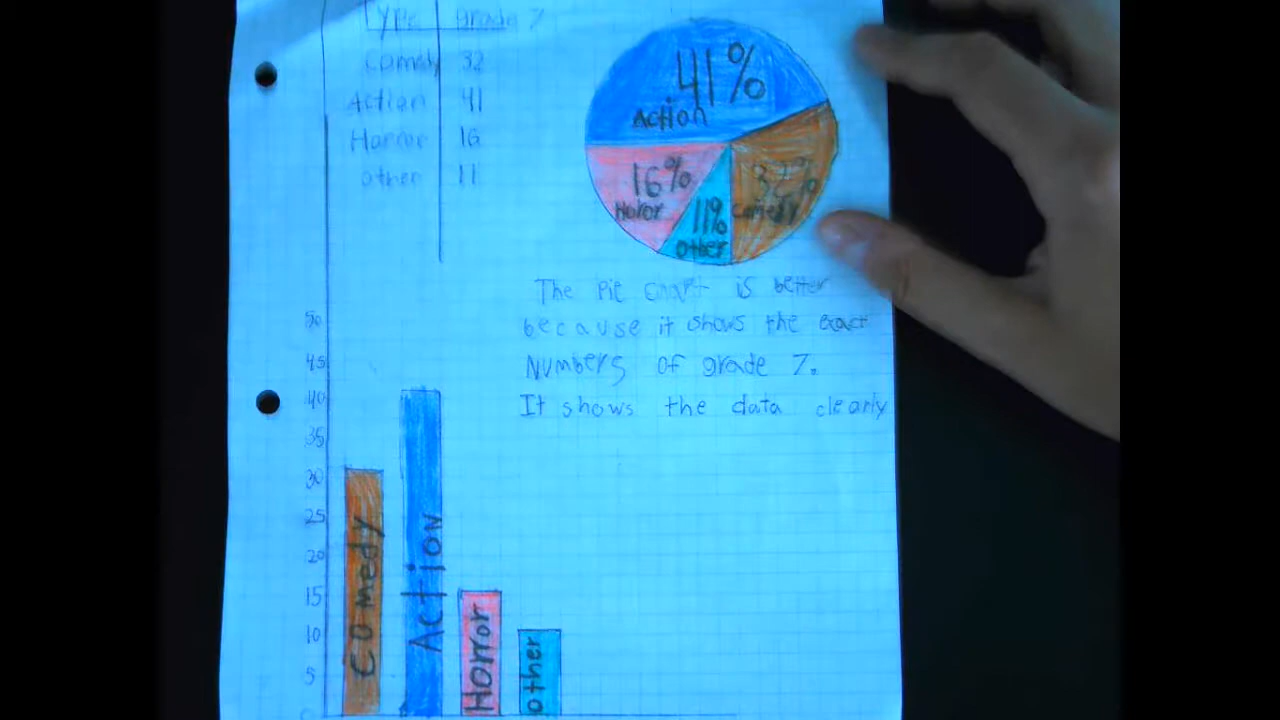 Type grade 7
Comedy 32
Action 41
Horror 16
other 11
41%
Action
16%
Horor
11%
Other
32%
Comedy
The Pie chart is better
because it shows the exact
Numbers of grade 7.
It shows the data clearly
50
45
40
35
30
25
20
15
10
5
0
Comedy
Action
Horror
other